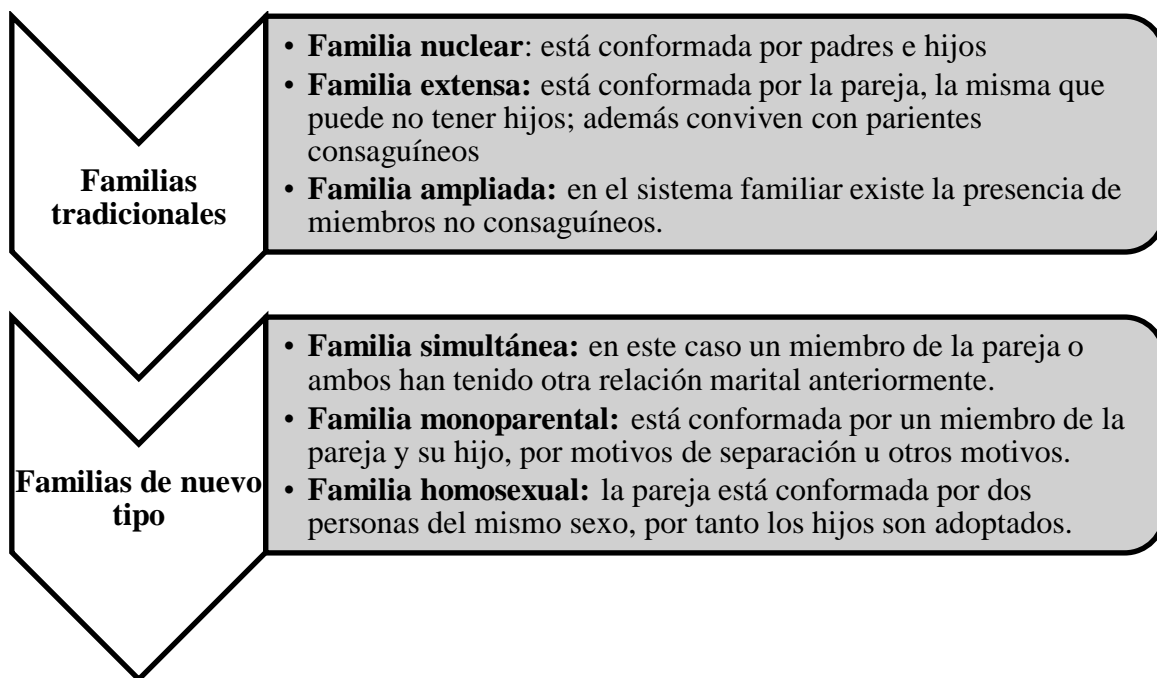 Familias
tradicionales
• Familia nuclear: está conformada por padres e hijos
• Familia extensa: está conformada por la pareja, la misma que
puede no tener hijos; además conviven con parientes
consaguíneos
• Familia ampliada: en el sistema familiar existe la presencia de
miembros no consaguíneos.
Familias de nuevo
tipo
• Familia simultánea: en este caso un miembro de la pareja o
ambos han tenido otra relación marital anteriormente.
• Familia monoparental: está conformada por un miembro de la
pareja y su hijo, por motivos de separación u otros motivos.
• Familia homosexual: la pareja está conformada por dos
personas del mismo sexo, por tanto los hijos son adoptados.